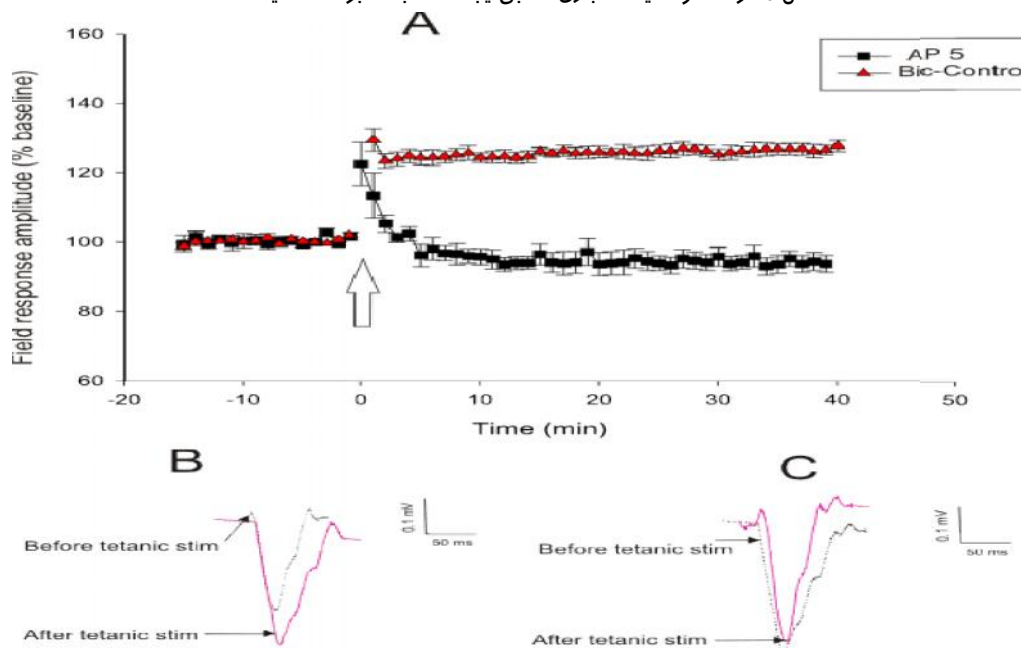 A
160
140
120
100
80
60
Field response amplitude (% baseline)
AP 5
Bic-Contro
-20
-10
0
10
20
30
40
50
Time (min)
B
Before tetanic stim
After tetanic stim
0.1 mV
50 ms
C
Before tetanic stim
After tetanic stim
0.1 mV
50 ms